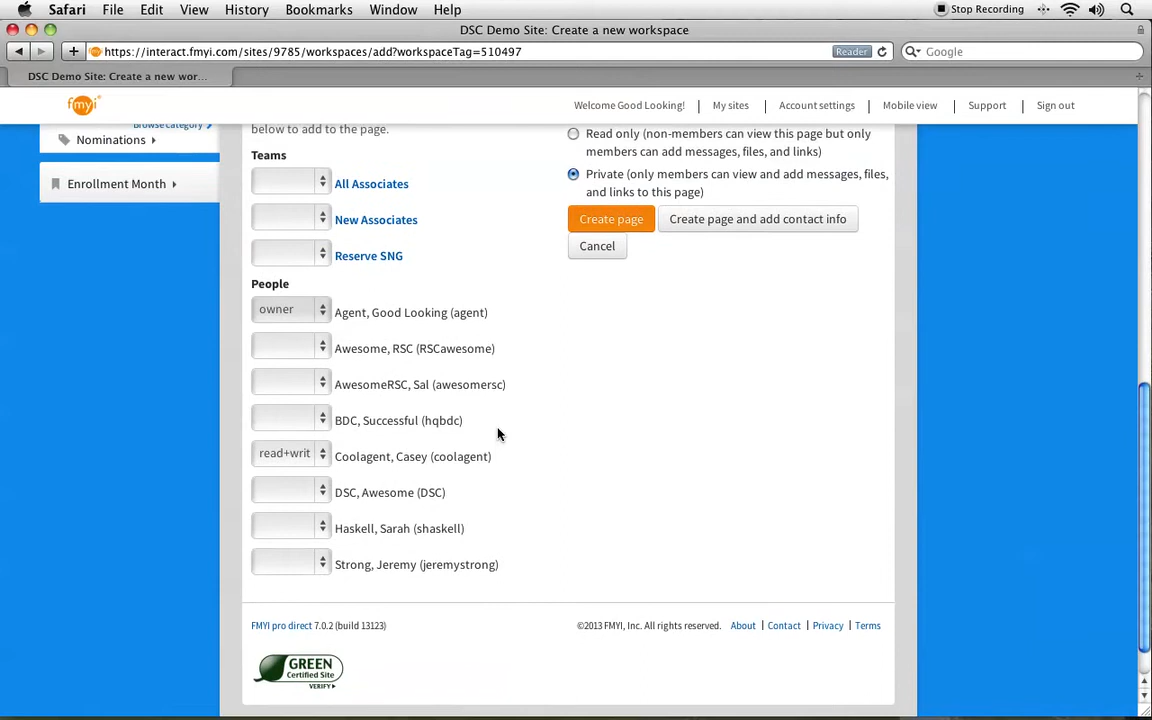 Safari File Edit View History Bookmarks Window Help Stop Recording
DSC Demo Site: Create a new workspace
https://interact.fmyi.com/sites/9785/workspaces/add?workspaceTag=510497 Reader Google
DSC Demo Site: Create a new wor...
fmyi Welcome Good Looking! My sites Account settings Mobile view Support Sign out
Browse category
Nominations
Enrollment Month
below to add to the page.
Teams
All Associates
New Associates
Reserve SNG
People
owner Agent, Good Looking (agent)
Awesome, RSC (RSCawesome)
AwesomeRSC, Sal (awesomersc)
BDC, Successful (hqbdc)
read+writ Coolagent, Casey (coolagent)
DSC, Awesome (DSC)
Haskell, Sarah (shaskell)
Strong, Jeremy (jeremystrong)
Read only (non-members can view this page but only
members can add messages, files, and links)
Private (only members can view and add messages, files,
and links to this page)
Create page Create page and add contact info
Cancel
FMYI pro direct 7.0.2 (build 13123) ©2013 FMYI, Inc. All rights reserved. About Contact Privacy Terms
GREEN
Certified Site
VERIFY